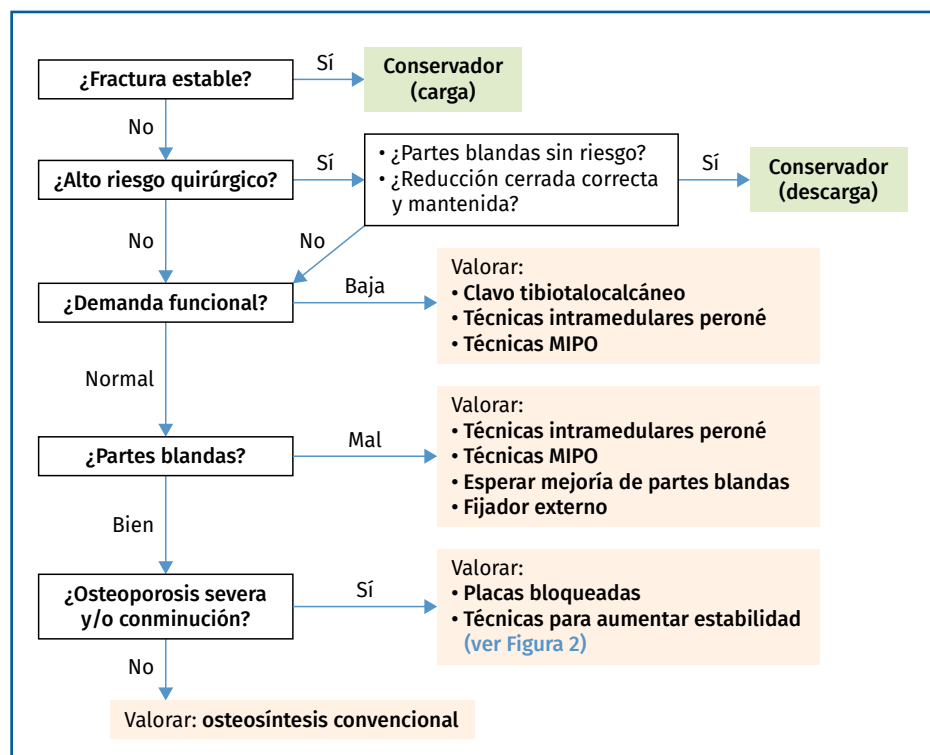 ¿Fractura estable?
Sí
Conservador
(carga)
No
¿Alto riesgo quirúrgico?
Sí
• ¿Partes blandas sin riesgo?
• ¿Reducción cerrada correcta
y mantenida?
Sí
Conservador
(descarga)
No
No
¿Demanda funcional?
Baja
Valorar:
• Clavo tibiotalocalcáneo
• Técnicas intramedulares peroné
• Técnicas MIPO
Normal
¿Partes blandas?
Mal
Valorar:
• Técnicas intramedulares peroné
• Técnicas MIPO
• Esperar mejoría de partes blandas
• Fijador externo
Bien
¿Osteoporosis severa
y/o conminución?
Sí
Valorar:
• Placas bloqueadas
• Técnicas para aumentar estabilidad
(ver Figura 2)
No
Valorar: osteosíntesis convencional